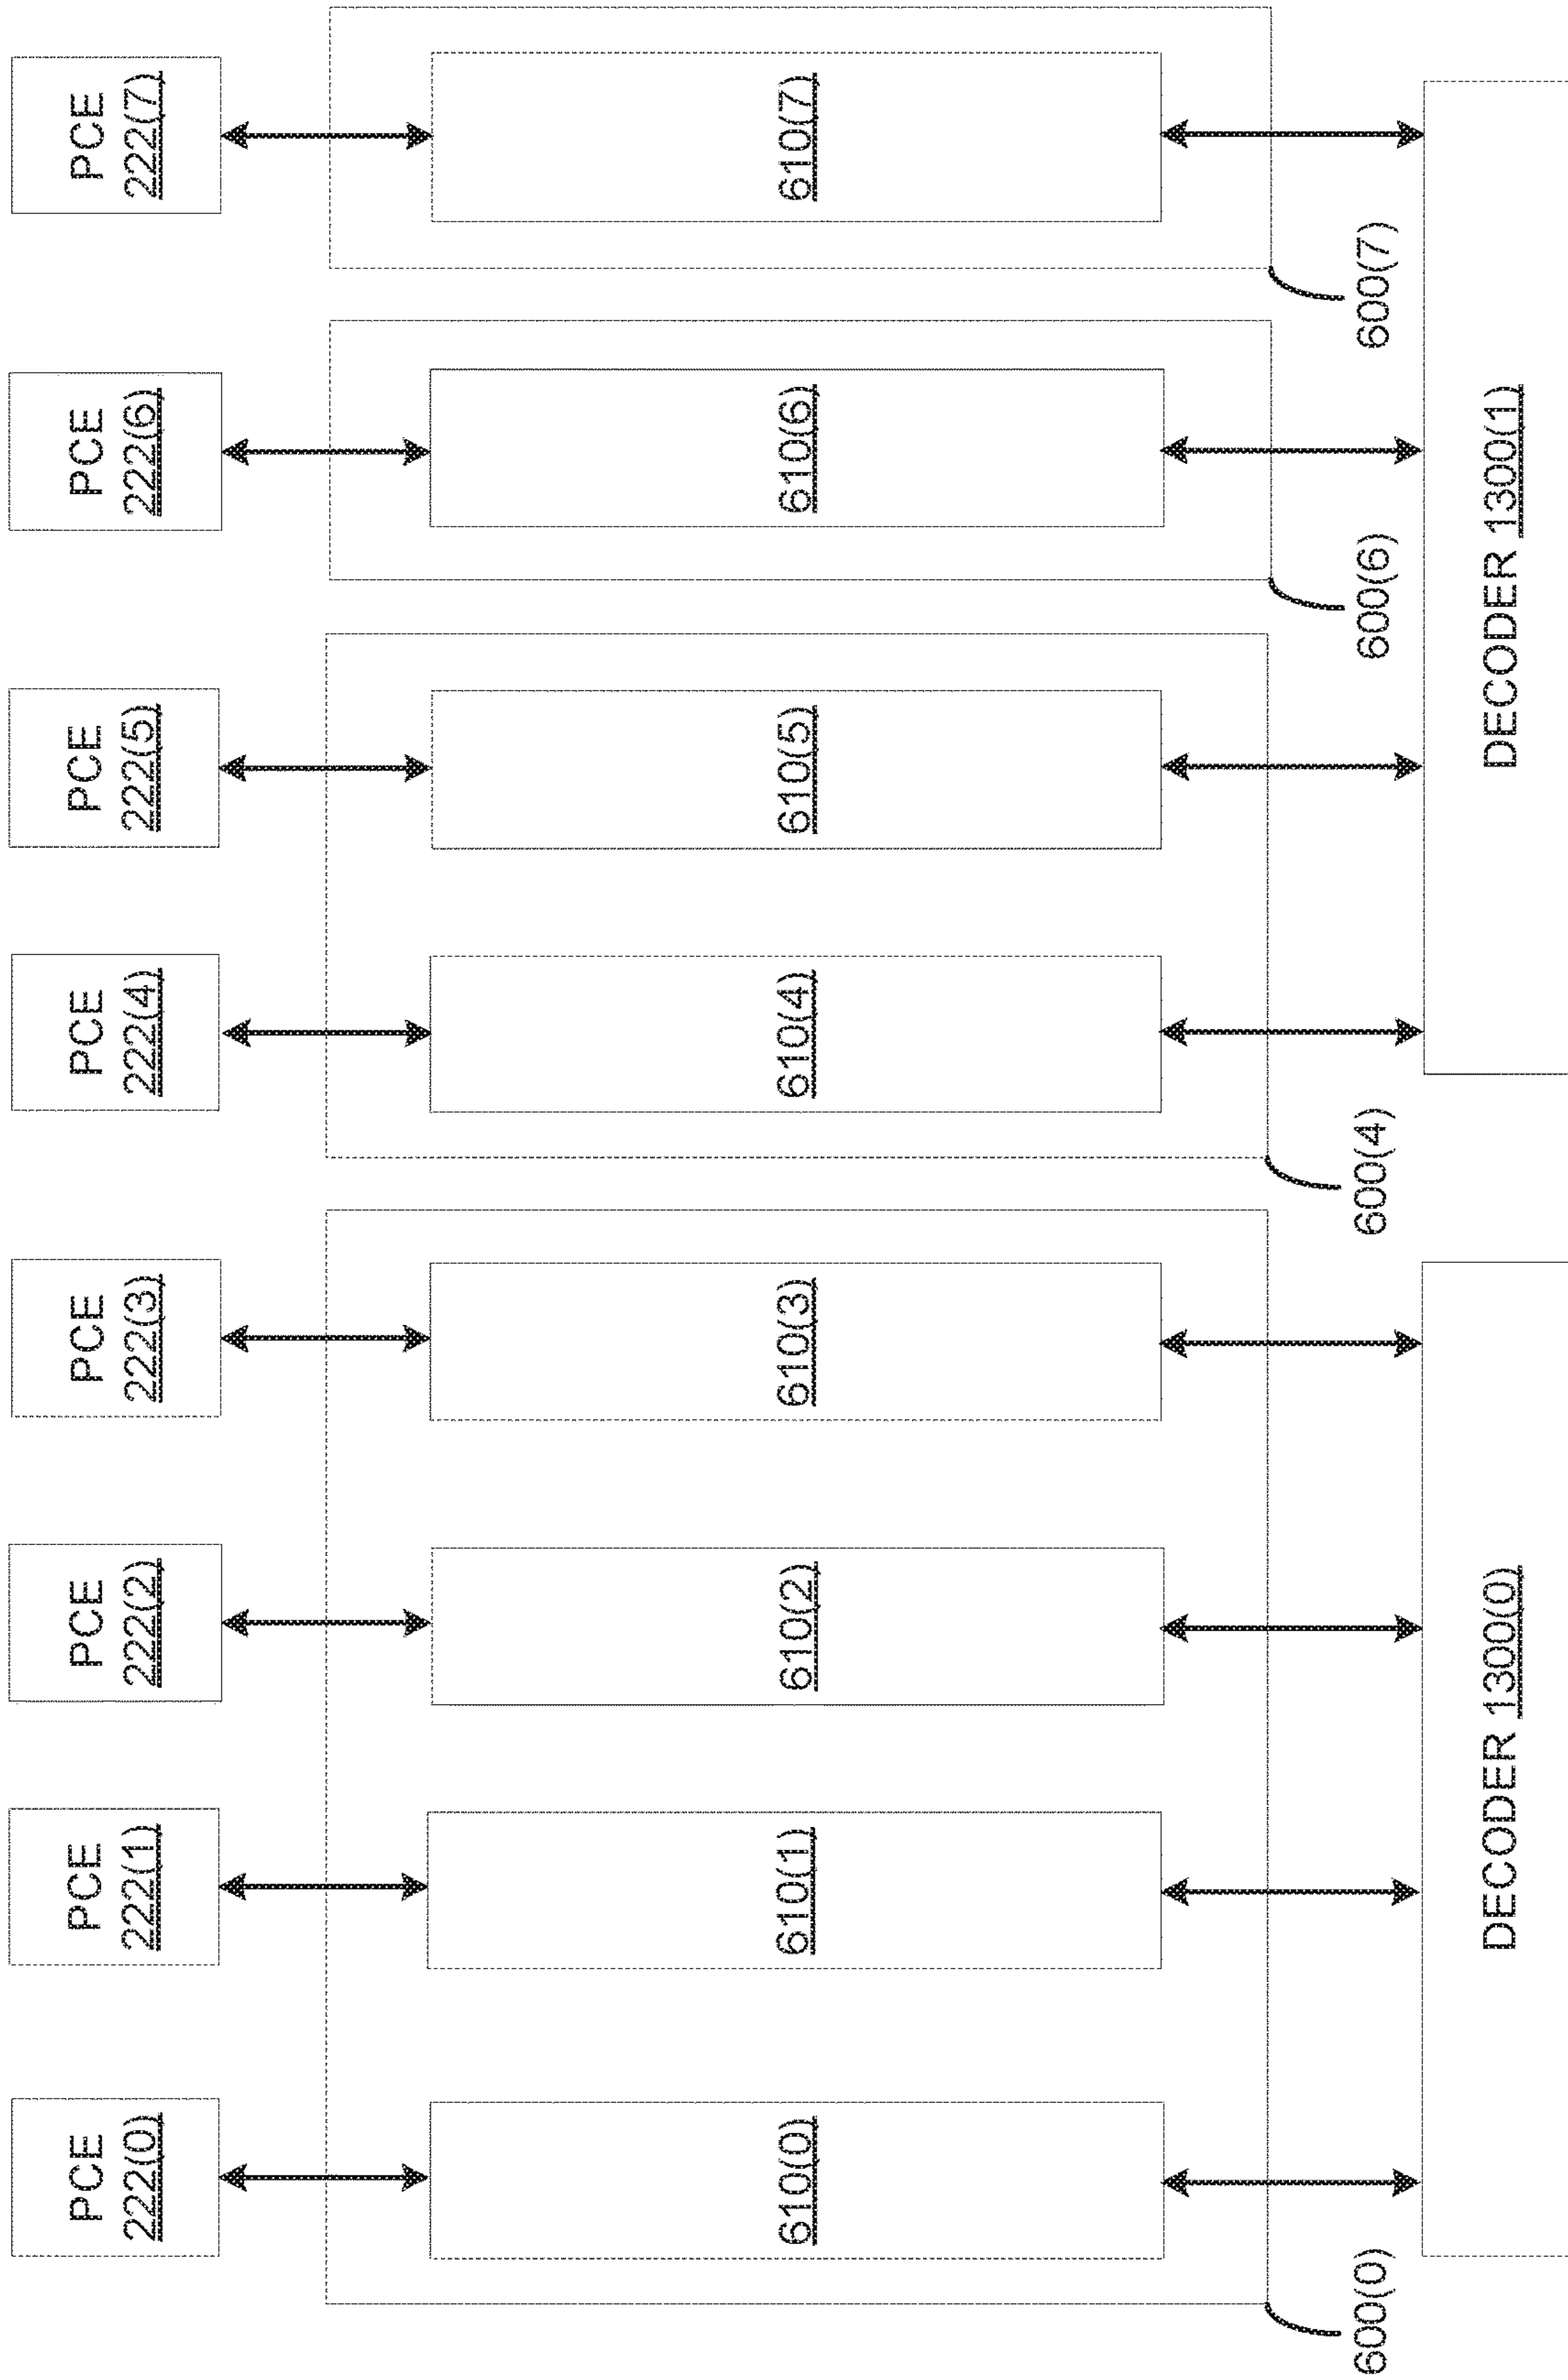 PCE
222(0)
PCE
222(1)
PCE
222(2)
PCE
222(3)
PCE
222(4)
PCE
222(5)
PCE
222(6)
PCE
222(7)
610(0)
610(1)
610(2)
610(3)
610(4)
610(5)
610(6)
610(7)
600(0)
600(4)
600(6)
600(7)
DECODER 1300(0)
DECODER 1300(1)